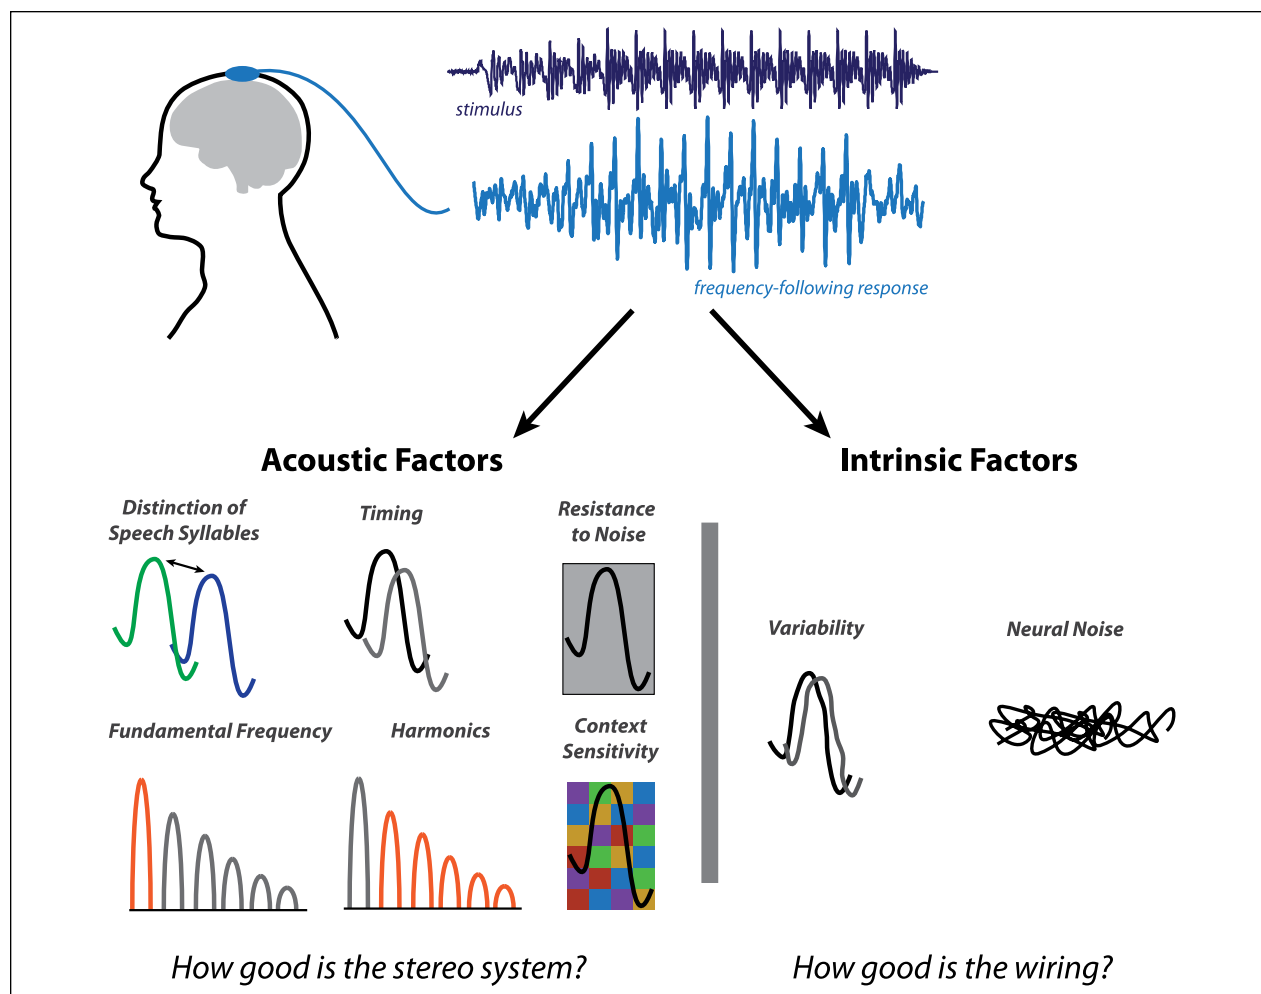 stimulus
frequency-following response
Acoustic Factors
Intrinsic Factors
Distinction of
Speech Syllables
Timing
Resistance
to Noise
Variability
Neural Noise
Fundamental Frequency
Harmonics
Context
Sensitivity
How good is the stereo system?
How good is the wiring?